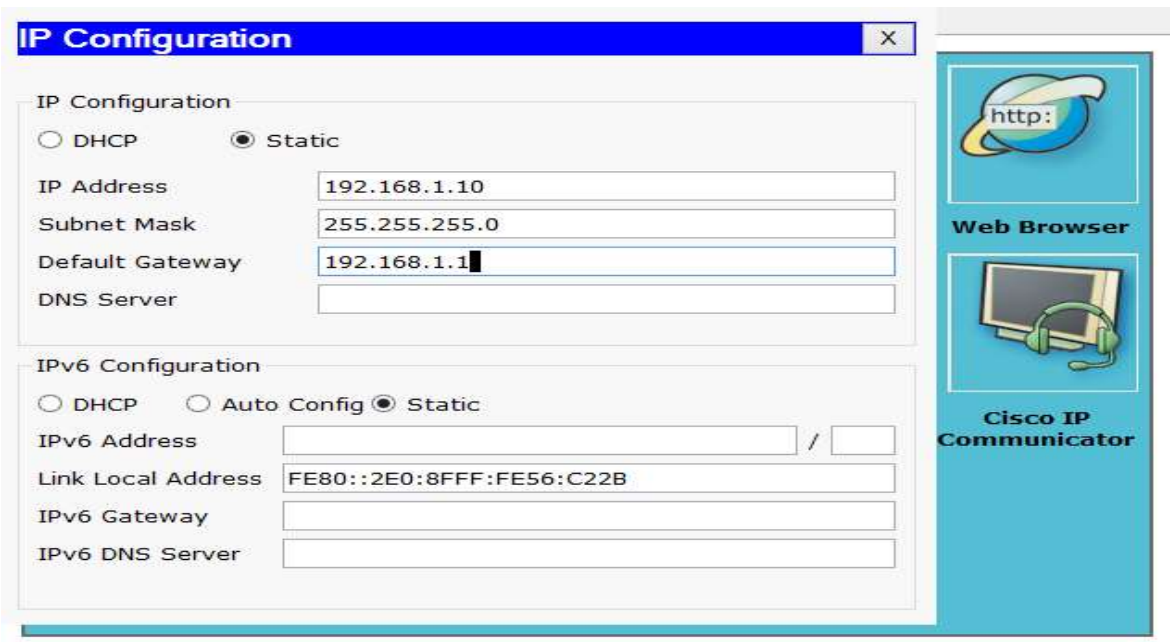 IP Configuration
X
IP Configuration
DHCP Static
IP Address 192.168.1.10
Subnet Mask 255.255.255.0
Default Gateway 192.168.1.1
DNS Server
IPv6 Configuration
DHCP Auto Config Static
IPv6 Address /
Link Local Address FE80::2E0:8FFF:FE56:C22B
IPv6 Gateway
IPv6 DNS Server
http:
Web Browser
Cisco IP
Communicator